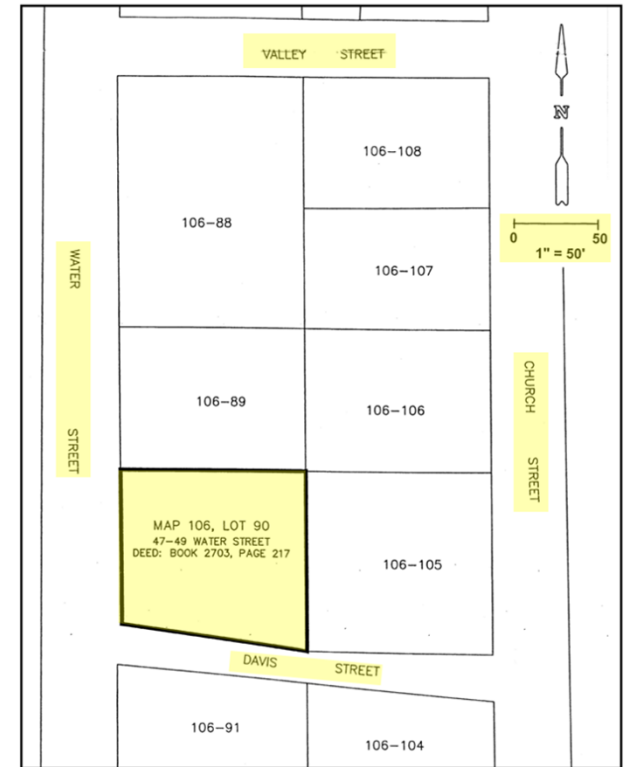 VALLEY STREET
N
0 50
1" = 50'
106-108
106-88
106-107
WATER STREET
106-89
106-106
CHURCH STREET
MAP 106, LOT 90
47-49 WATER STREET
DEED: BOOK 2703, PAGE 217
106-105
DAVIS STREET
106-91
106-104